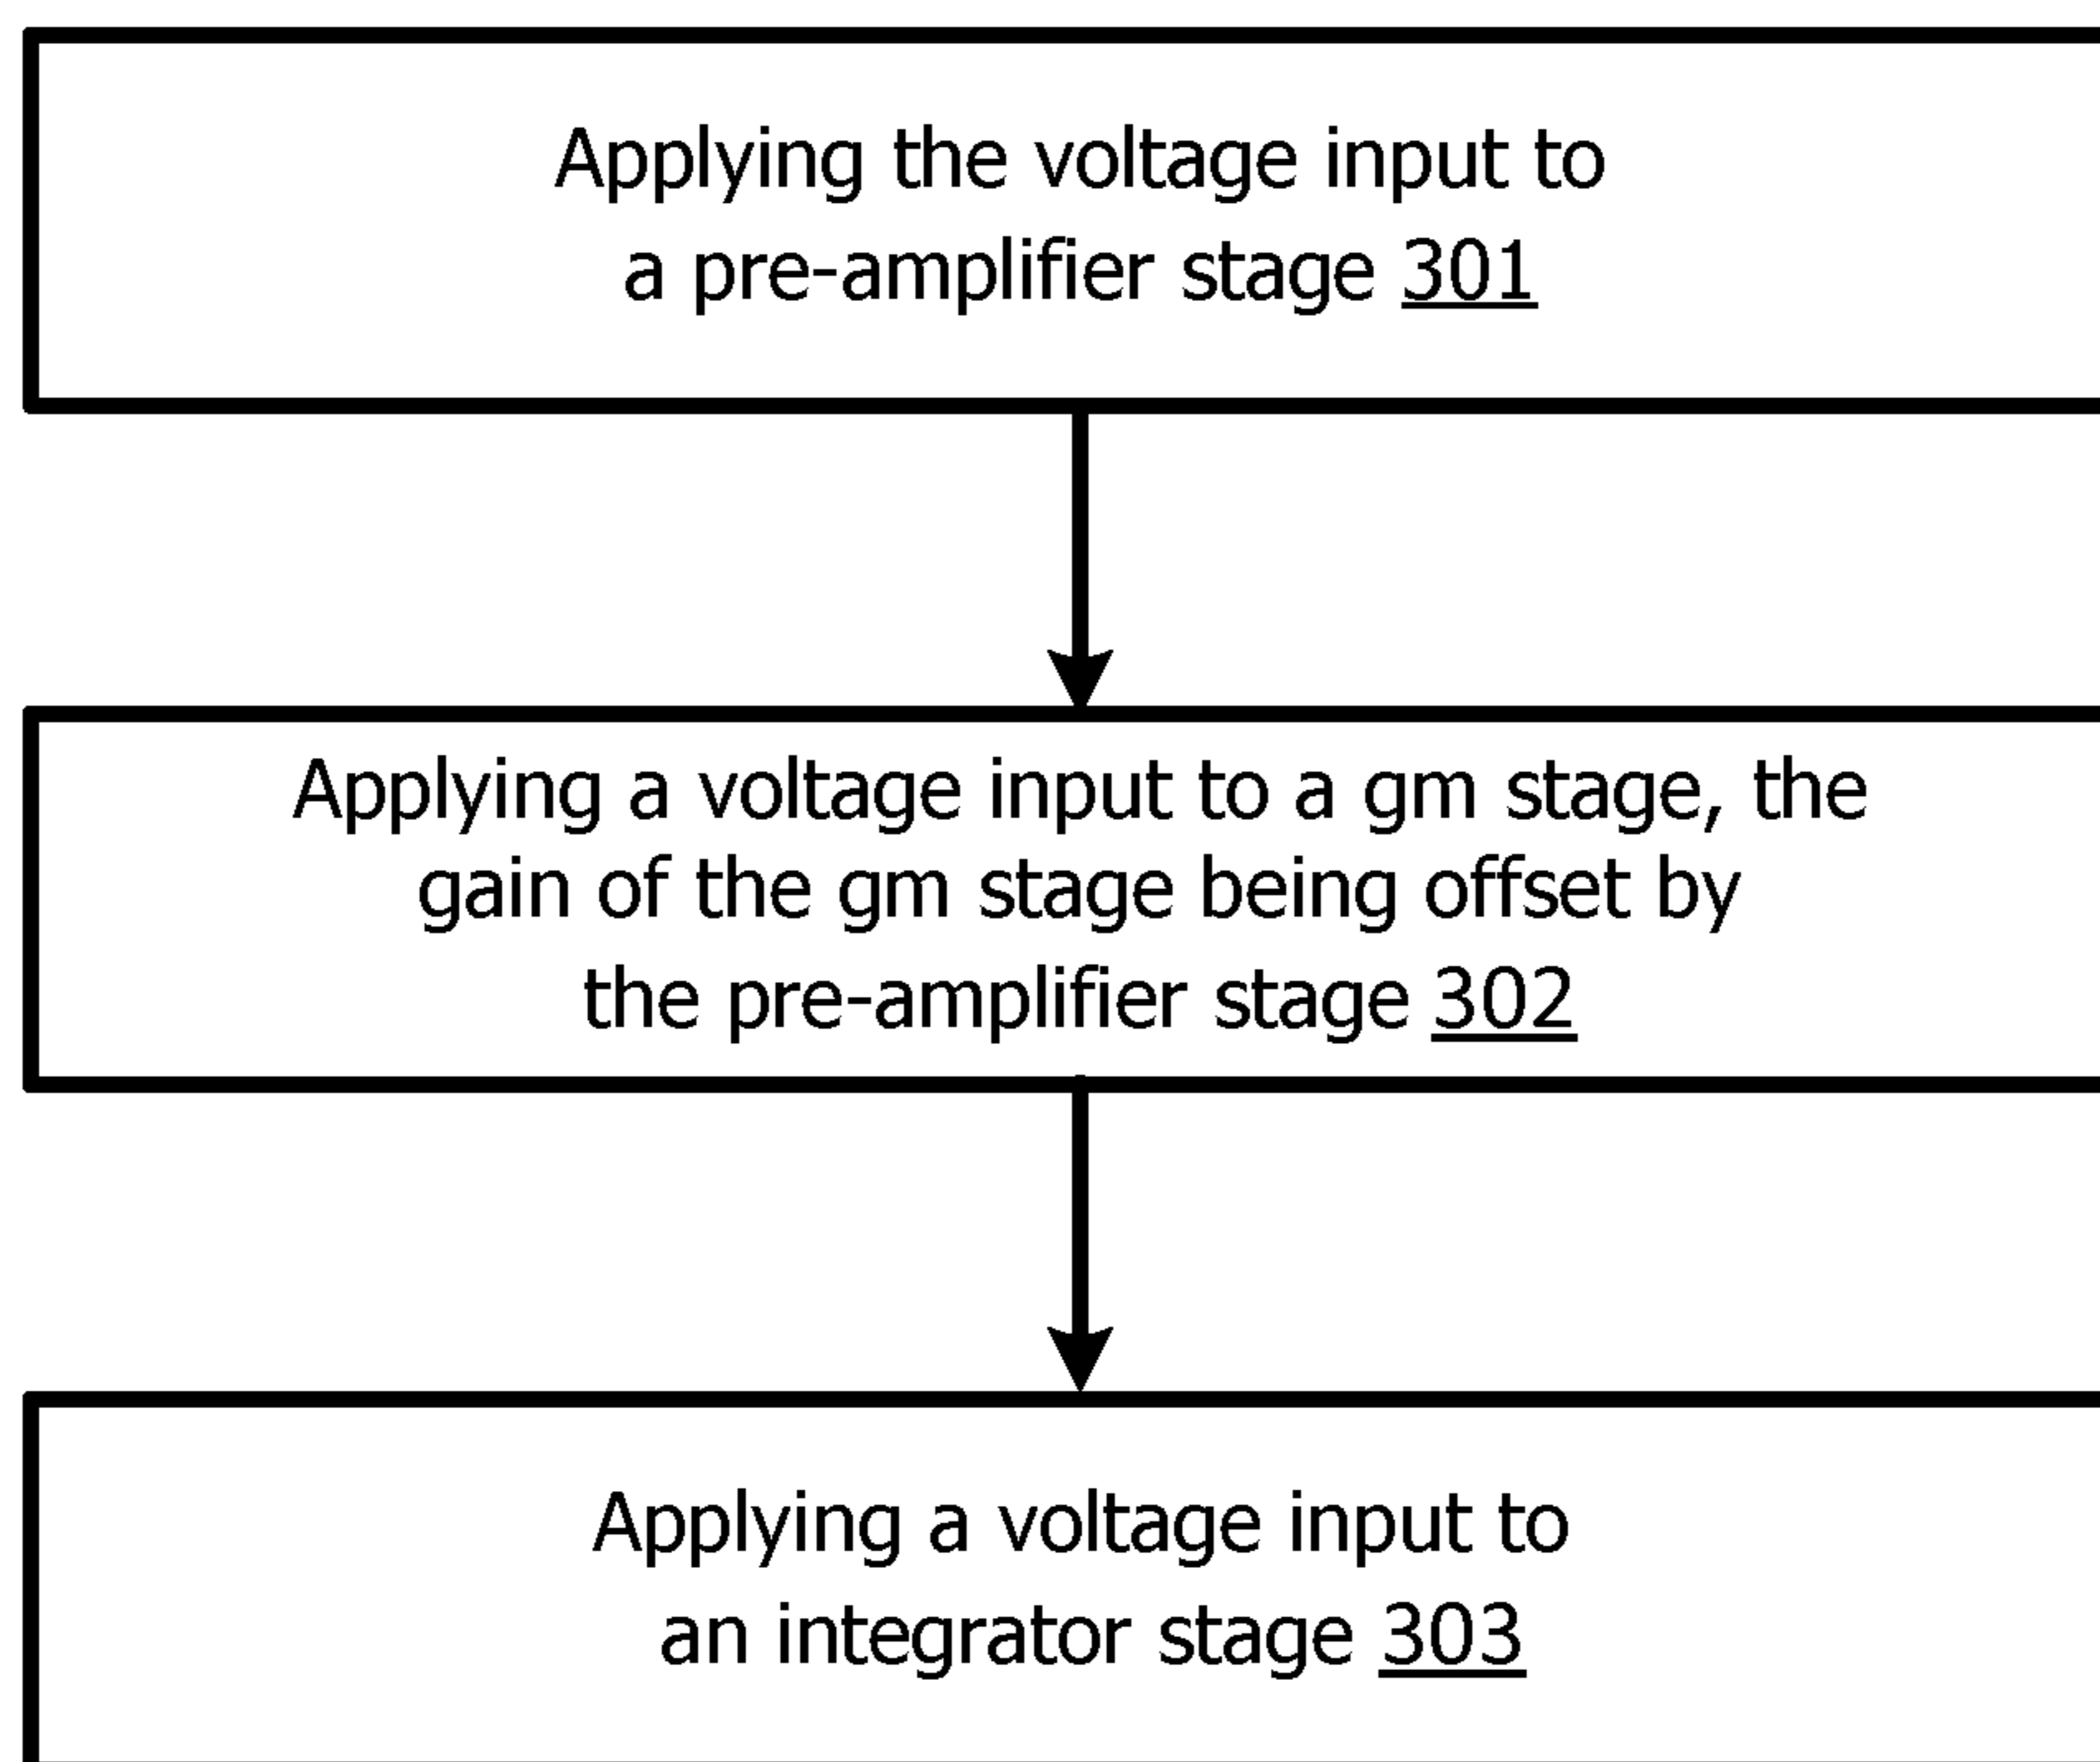 Applying the voltage input to
a pre-amplifier stage 301
Applying a voltage input to a gm stage, the
gain of the gm stage being offset by
the pre-amplifier stage 302
Applying a voltage input to
an integrator stage 303